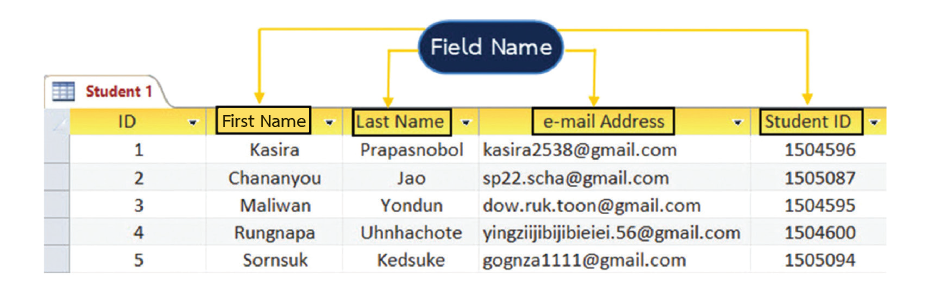 Field Name
Student 1
ID First Name Last Name e-mail Address Student ID
1 Kasira Prapasnobol kasira2538@gmail.com 1504596
2 Chananyou Jao sp22.scha@gmail.com 1505087
3 Maliwan Yondun dow.ruk.toon@gmail.com 1504595
4 Rungnapa Uhnhachote yingziijibijibieiei.56@gmail.com 1504600
5 Sornsuk Kedsuke gognza1111@gmail.com 1505094